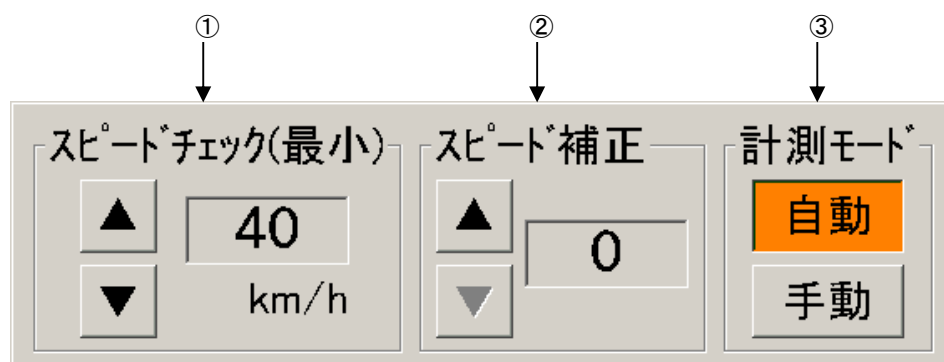 ① ② ③
スピードチェック(最小) スピード補正 計測モード
▲ 40 ▲ 0 自動
▼ km/h ▼ 手動